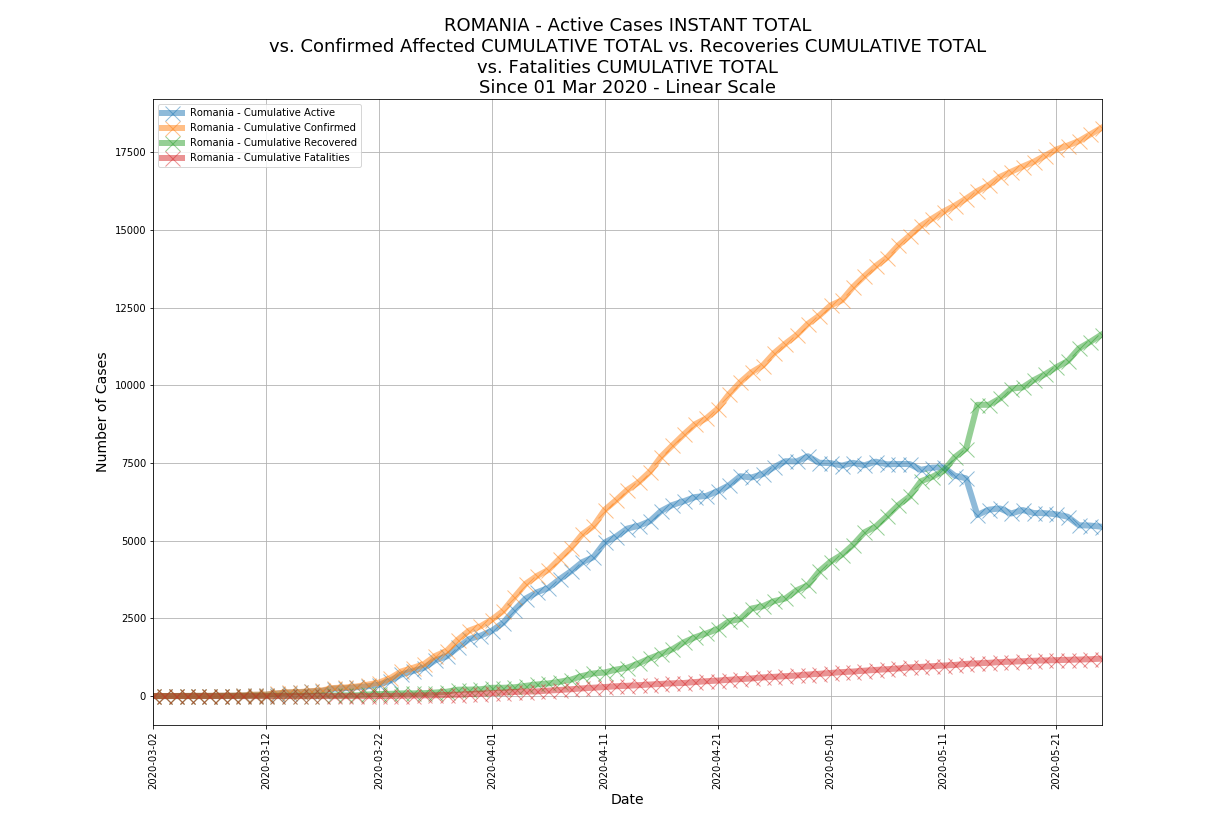 ROMANIA - Active Cases INSTANT TOTAL
vs. Confirmed Affected CUMULATIVE TOTAL vs. Recoveries CUMULATIVE TOTAL
vs. Fatalities CUMULATIVE TOTAL
Since 01 Mar 2020 - Linear Scale
Romania - Cumulative Active
Romania - Cumulative Confirmed
Romania - Cumulative Recovered
Romania - Cumulative Fatalities
17500
15000
12500
10000
7500
5000
2500
0
Number of Cases
2020-03-02
2020-03-12
2020-03-22
2020-04-01
2020-04-11
2020-04-21
2020-05-01
2020-05-11
2020-05-21
Date